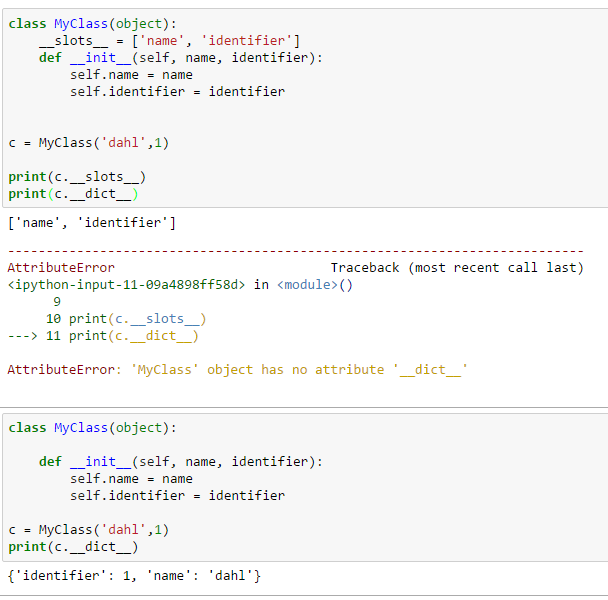 class MyClass(object):
    __slots__ = ['name', 'identifier']
    def __init__(self, name, identifier):
        self.name = name
        self.identifier = identifier
c = MyClass('dahl',1)
print(c.__slots__)
print(c.__dict__)
['name', 'identifier']
---------------------------------------------------------------------------
AttributeError                            Traceback (most recent call last)
<ipython-input-11-09a4898ff58d> in <module>()
      9
     10 print(c.__slots__)
---> 11 print(c.__dict__)
AttributeError: 'MyClass' object has no attribute '__dict__'
class MyClass(object):
    def __init__(self, name, identifier):
        self.name = name
        self.identifier = identifier
c = MyClass('dahl',1)
print(c.__dict__)
{'identifier': 1, 'name': 'dahl'}